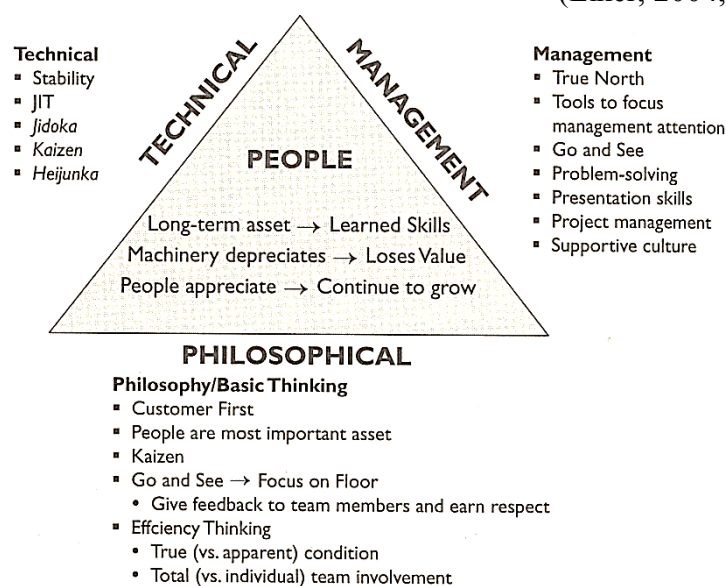 Technical
▪ Stability
▪ JIT
▪ Jidoka
▪ Kaizen
▪ Heijunka
TECHNICAL
MANAGEMENT
PEOPLE
Long-term asset → Learned Skills
Machinery depreciates → Loses Value
People appreciate → Continue to grow
Management
▪ True North
▪ Tools to focus
management attention
▪ Go and See
▪ Problem-solving
▪ Presentation skills
▪ Project management
▪ Supportive culture
PHILOSOPHICAL
Philosophy/Basic Thinking
▪ Customer First
▪ People are most important asset
▪ Kaizen
▪ Go and See → Focus on Floor
• Give feedback to team members and earn respect
▪ Effciency Thinking
• True (vs. apparent) condition
• Total (vs. individual) team involvement